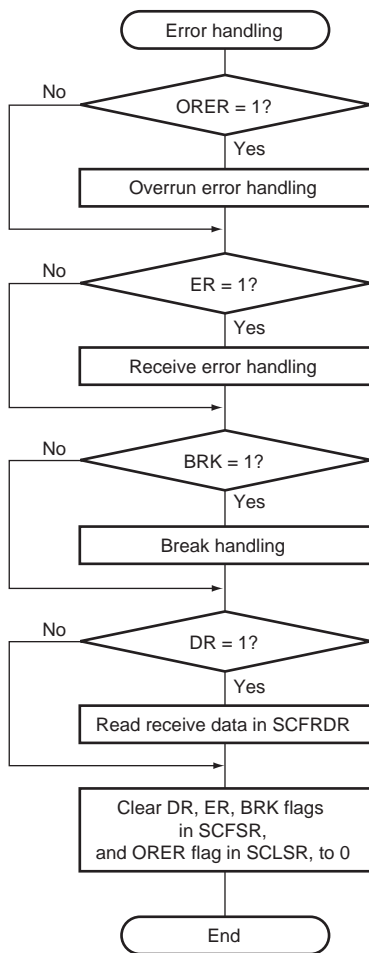 Error handling
No
ORER = 1?
Yes
Overrun error handling
No
ER = 1?
Yes
Receive error handling
No
BRK = 1?
Yes
Break handling
No
DR = 1?
Yes
Read receive data in SCFRDR
Clear DR, ER, BRK flags
in SCFSR,
and ORER flag in SCLSR, to 0
End